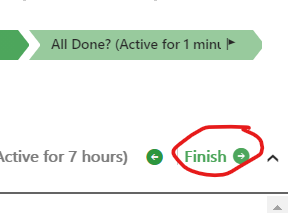 All Done? (Active for 1 minu
Active for 7 hours)
Finish